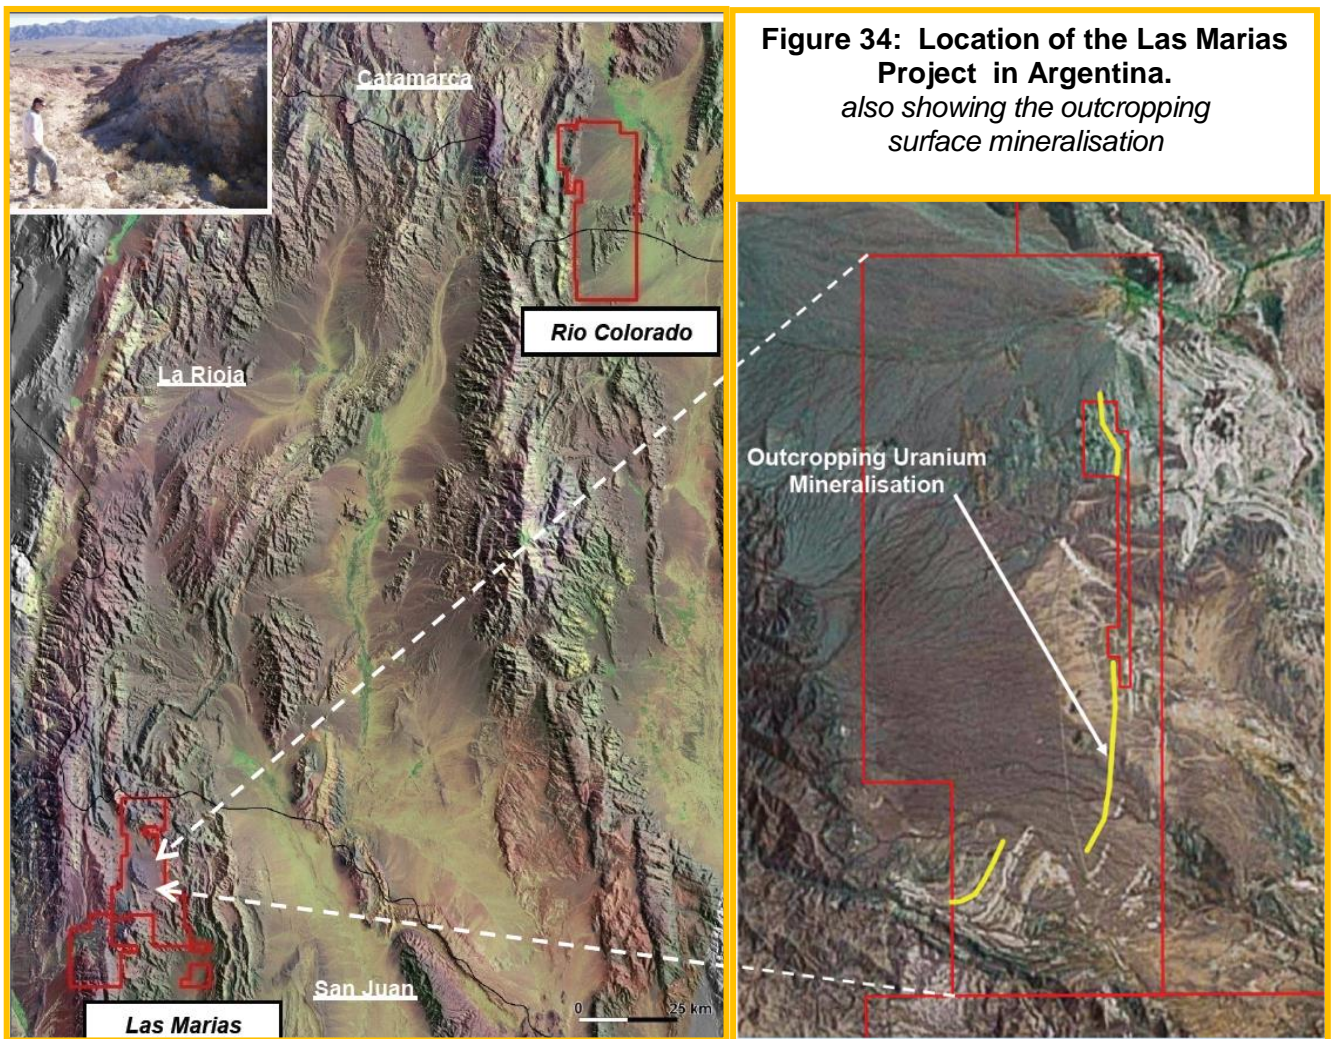 Figure 34: Location of the Las Marias
Project in Argentina.
also showing the outcropping
surface mineralisation
Catamarca
Rio Colorado
La Rioja
Outcropping Uranium
Mineralisation
San Juan
0 25 km
Las Marias